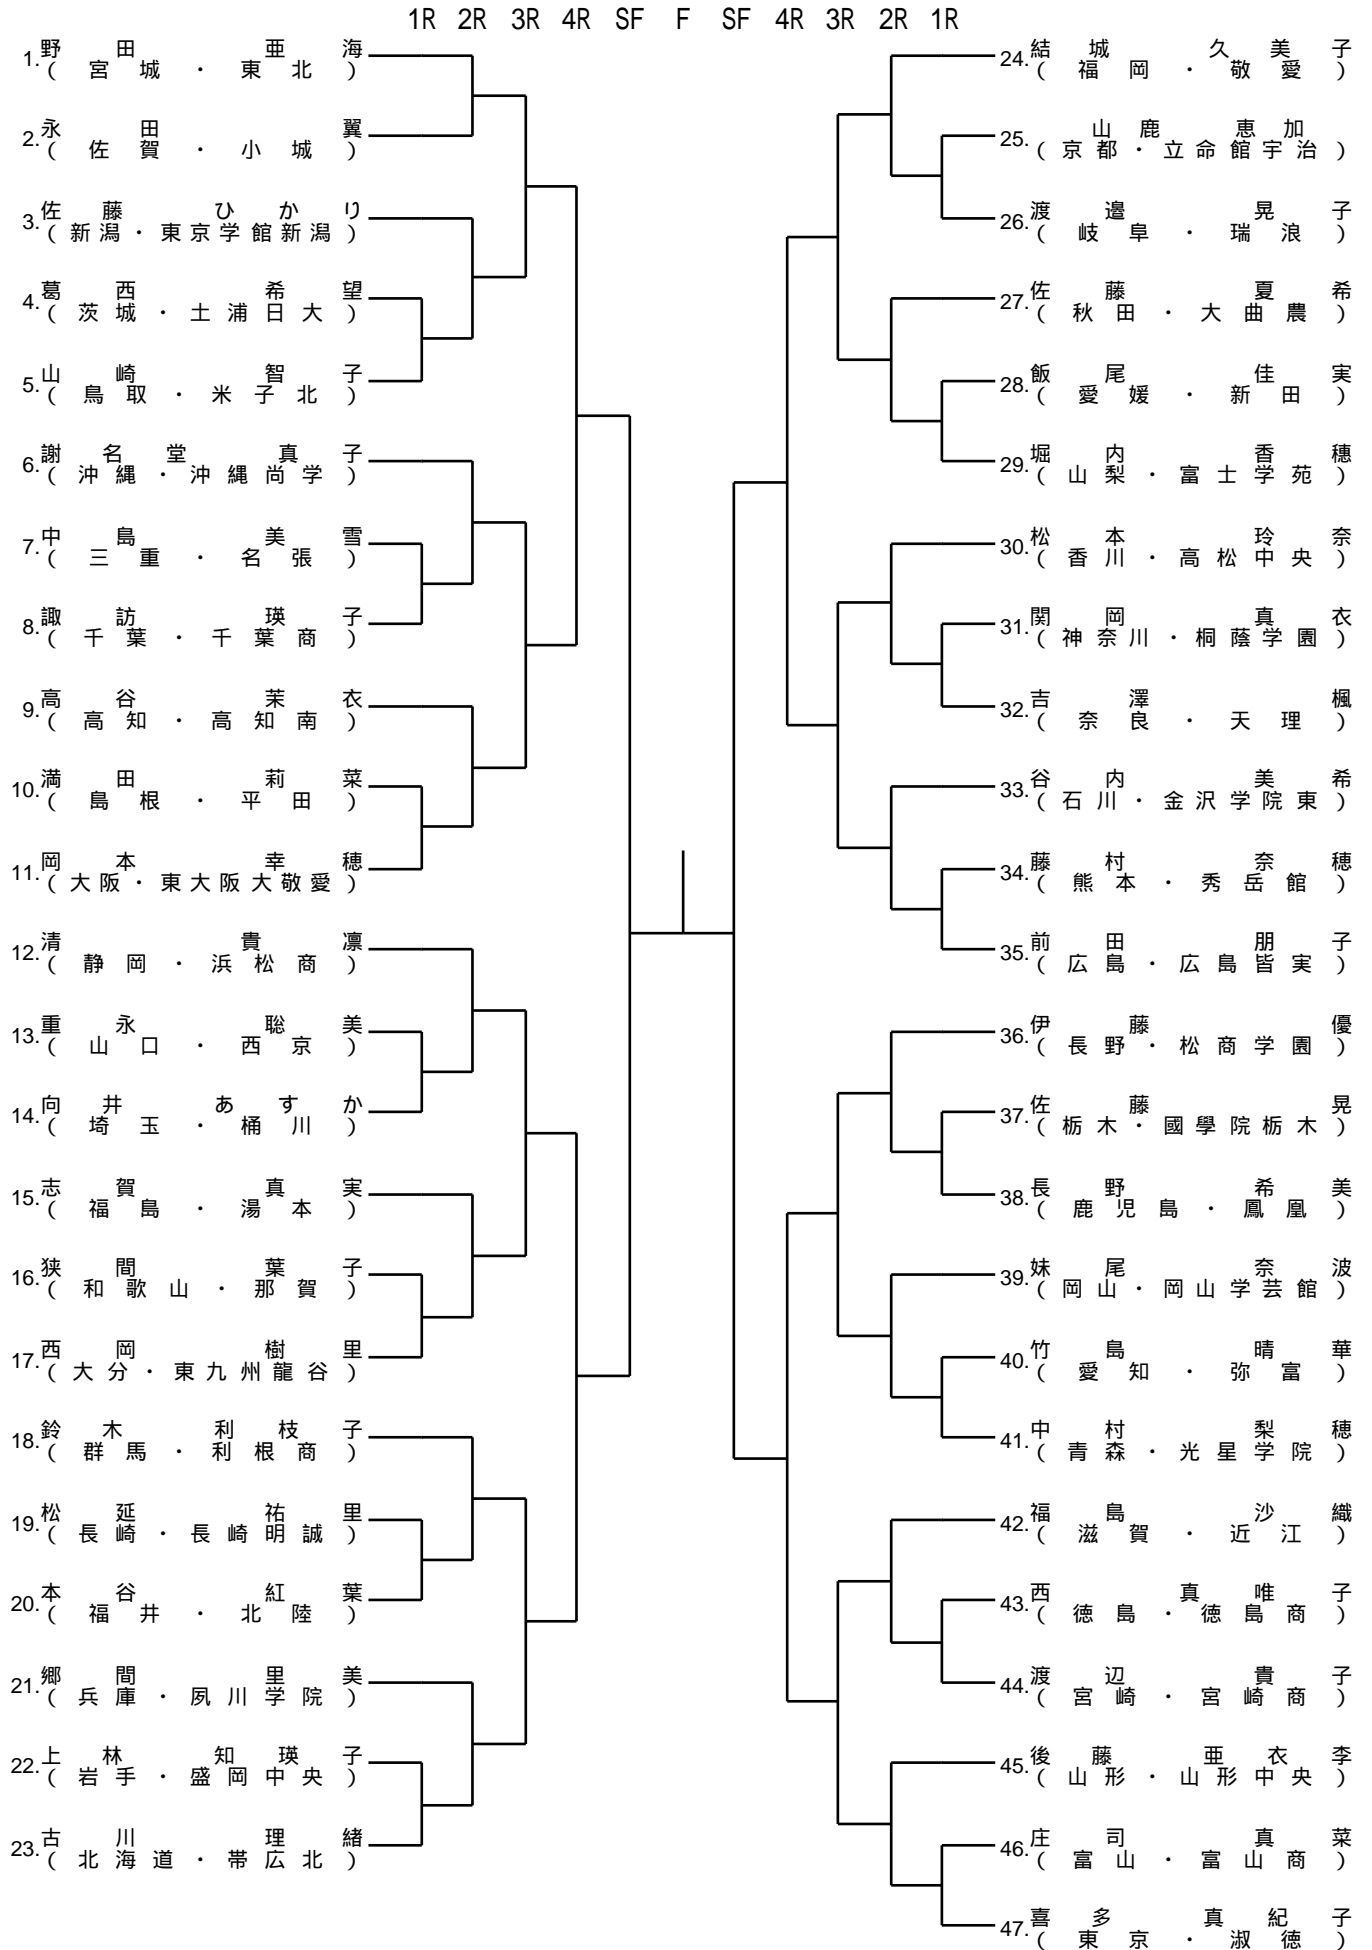 1R 2R 3R 4R SF F SF 4R 3R 2R 1R
1. 野田 亜海
(宮城・東北)
2. 永田 翼
(佐賀・小城)
3. 佐藤 ひかり
(新潟・東京学館新潟)
4. 葛西 希望
(茨城・土浦日大)
5. 山崎 智子
(鳥取・米子北)
6. 謝名堂 真子
(沖縄・沖縄尚学)
7. 中島 美雪
(三重・名張)
8. 諏訪 瑛子
(千葉・千葉商)
9. 高谷 茉衣
(高知・高知南)
10. 満田 莉菜
(島根・平田)
11. 岡本 幸穂
(大阪・東大阪大敬愛)
12. 清 貴凛
(静岡・浜松商)
13. 重永 聡美
(山口・西京)
14. 向井 あすか
(埼玉・桶川)
15. 志賀 真実
(福島・湯本)
16. 狭間 葉子
(和歌山・那賀)
17. 西岡 樹里
(大分・東九州龍谷)
18. 鈴木 利枝子
(群馬・利根商)
19. 松延 祐里
(長崎・長崎明誠)
20. 本谷 紅葉
(福井・北陸)
21. 郷間 里美
(兵庫・夙川学院)
22. 上林 知瑛子
(岩手・盛岡中央)
23. 古川 理緒
(北海道・帯広北)
24. 結城 久美子
(福岡・敬愛)
25. 山鹿 恵加
(京都・立命館宇治)
26. 渡邉 晃子
(岐阜・瑞浪)
27. 佐藤 夏希
(秋田・大曲農)
28. 飯尾 佳実
(愛媛・新田)
29. 堀内 香穂
(山梨・富士学苑)
30. 松本 玲奈
(香川・高松中央)
31. 関岡 真衣
(神奈川・桐蔭学園)
32. 吉澤 楓
(奈良・天理)
33. 谷内 美希
(石川・金沢学院東)
34. 藤村 奈穂
(熊本・秀岳館)
35. 前田 朋子
(広島・広島皆実)
36. 伊藤 優
(長野・松商学園)
37. 佐藤 晃
(栃木・國學院栃木)
38. 長野 希美
(鹿児島・鳳凰)
39. 妹尾 奈波
(岡山・岡山学芸館)
40. 竹島 晴華
(愛知・弥富)
41. 中村 梨穂
(青森・光星学院)
42. 福島 沙織
(滋賀・近江)
43. 西 真唯子
(徳島・徳島商)
44. 渡辺 貴子
(宮崎・宮崎商)
45. 後藤 亜衣李
(山形・山形中央)
46. 庄司 真菜
(富山・富山商)
47. 喜多 真紀子
(東京・淑徳)